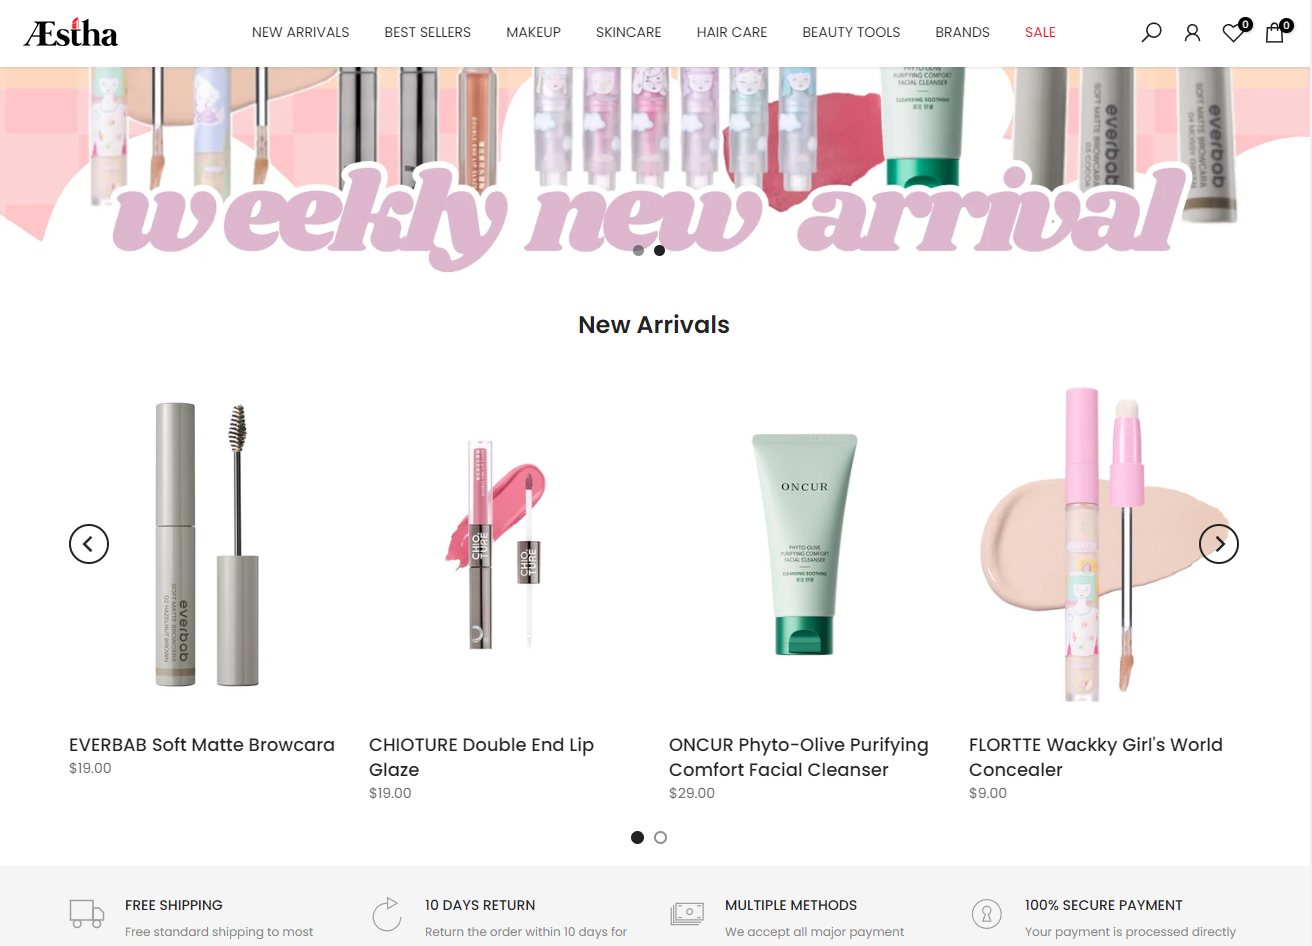 Æstha
NEW ARRIVALS
BEST SELLERS
MAKEUP
SKINCARE
HAIR CARE
BEAUTY TOOLS
BRANDS
SALE
0
0
PHYTO-OLIVE
PURIFYING COMFORT
FACIAL CLEANSER
CLEANSING SOOTHING
everbab
SOFT MATTE BROWCARA
everbab
SOFT MATTE BROWCARA
weekly new arrival
New Arrivals
everbab
SOFT MATTE BROWCARA
02 HAZELNUT BROWN
CHIO.
TURE
CHIO.
TURE
ONCUR
PHYTO-OLIVE
PURIFYING COMFORT
FACIAL CLEANSER
CLEANSING SOOTHING
EVERBAB Soft Matte Browcara
$19.00
CHIOTURE Double End Lip
Glaze
$19.00
ONCUR Phyto-Olive Purifying
Comfort Facial Cleanser
$29.00
FLORTTE Wackky Girl's World
Concealer
$9.00
FREE SHIPPING
Free standard shipping to most
10 DAYS RETURN
Return the order within 10 days for
MULTIPLE METHODS
We accept all major payment
100% SECURE PAYMENT
Your payment is processed directly